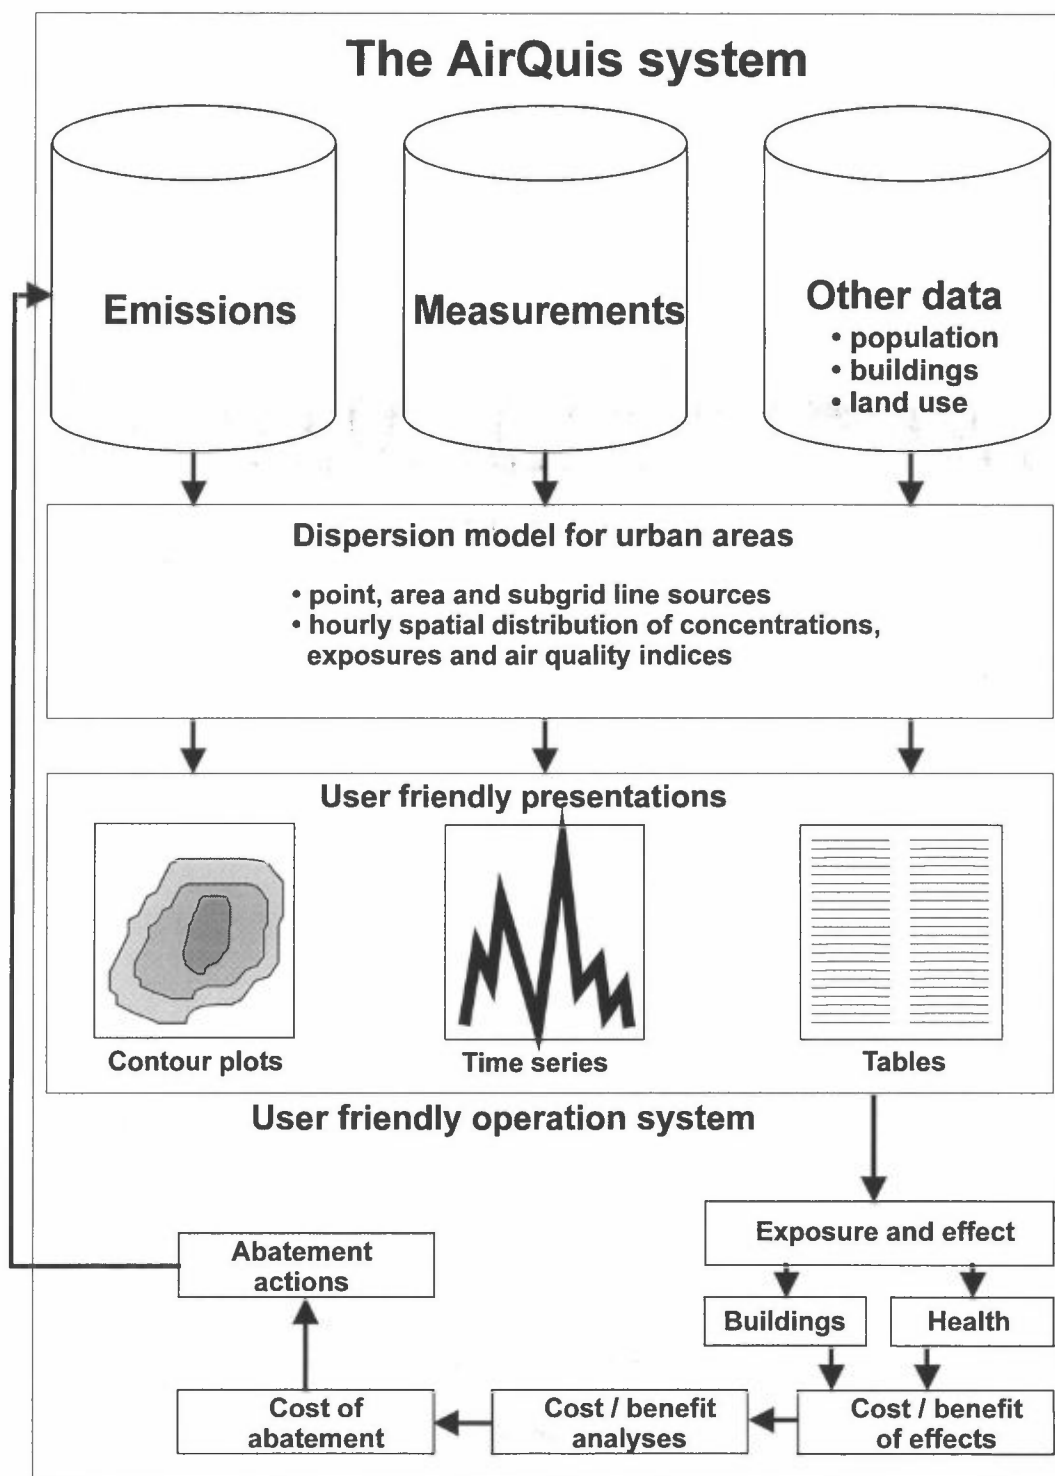 The AirQuis system
Emissions
Measurements
Other data
• population
• buildings
• land use
Dispersion model for urban areas
• point, area and subgrid line sources
• hourly spatial distribution of concentrations,
exposures and air quality indices
User friendly presentations
Contour plots
Time series
Tables
User friendly operation system
Exposure and effect
Buildings
Health
Cost / benefit
of effects
Cost / benefit
analyses
Cost of
abatement
Abatement
actions